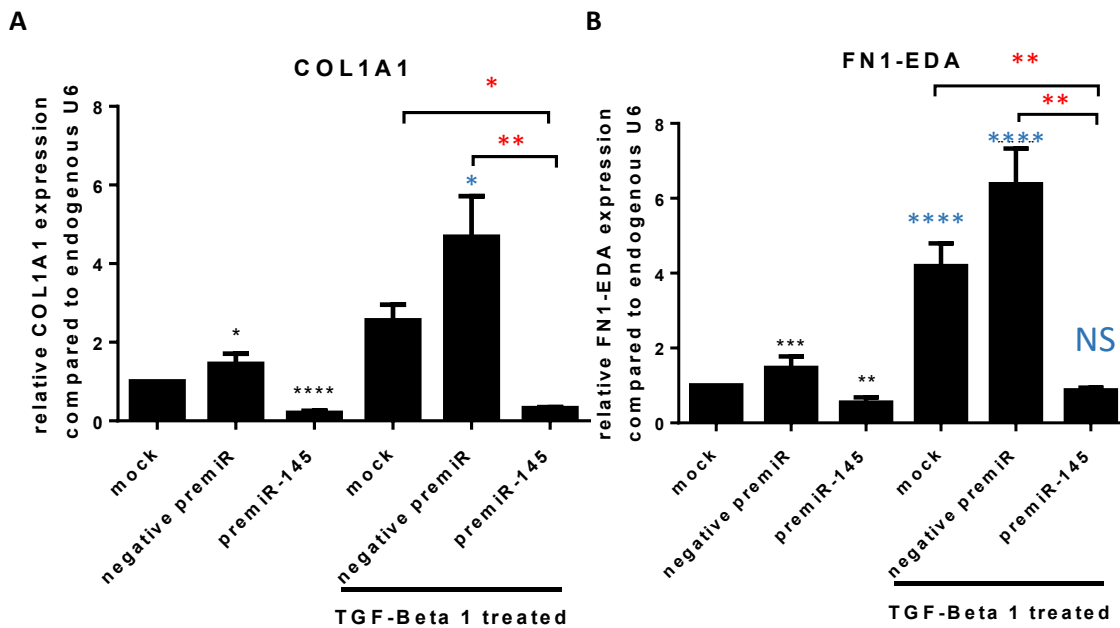 A
COL1A1
relative COL1A1 expression
compared to endogenous U6
8
6
4
2
0
*
****
*
**
*
mock
negative premiR
premiR-145
mock
negative premiR
premiR-145
TGF-Beta 1 treated
B
FN1-EDA
relative FN1-EDA expression
compared to endogenous U6
8
6
4
2
0
***
**
****
****
**
**
NS
mock
negative premiR
premiR-145
mock
negative premiR
premiR-145
TGF-Beta 1 treated